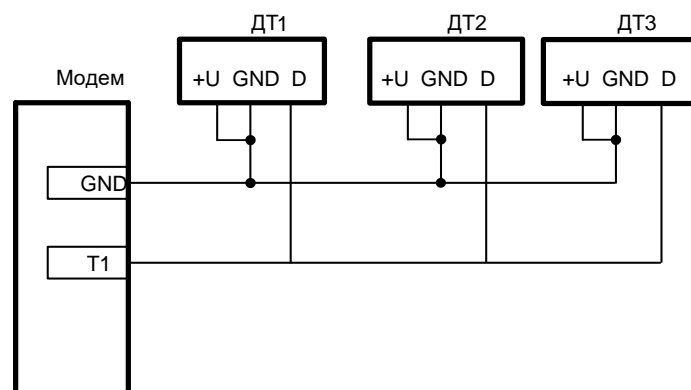 ДТ1 ДТ2 ДТ3
Модем
+U GND D +U GND D +U GND D
GND
T1